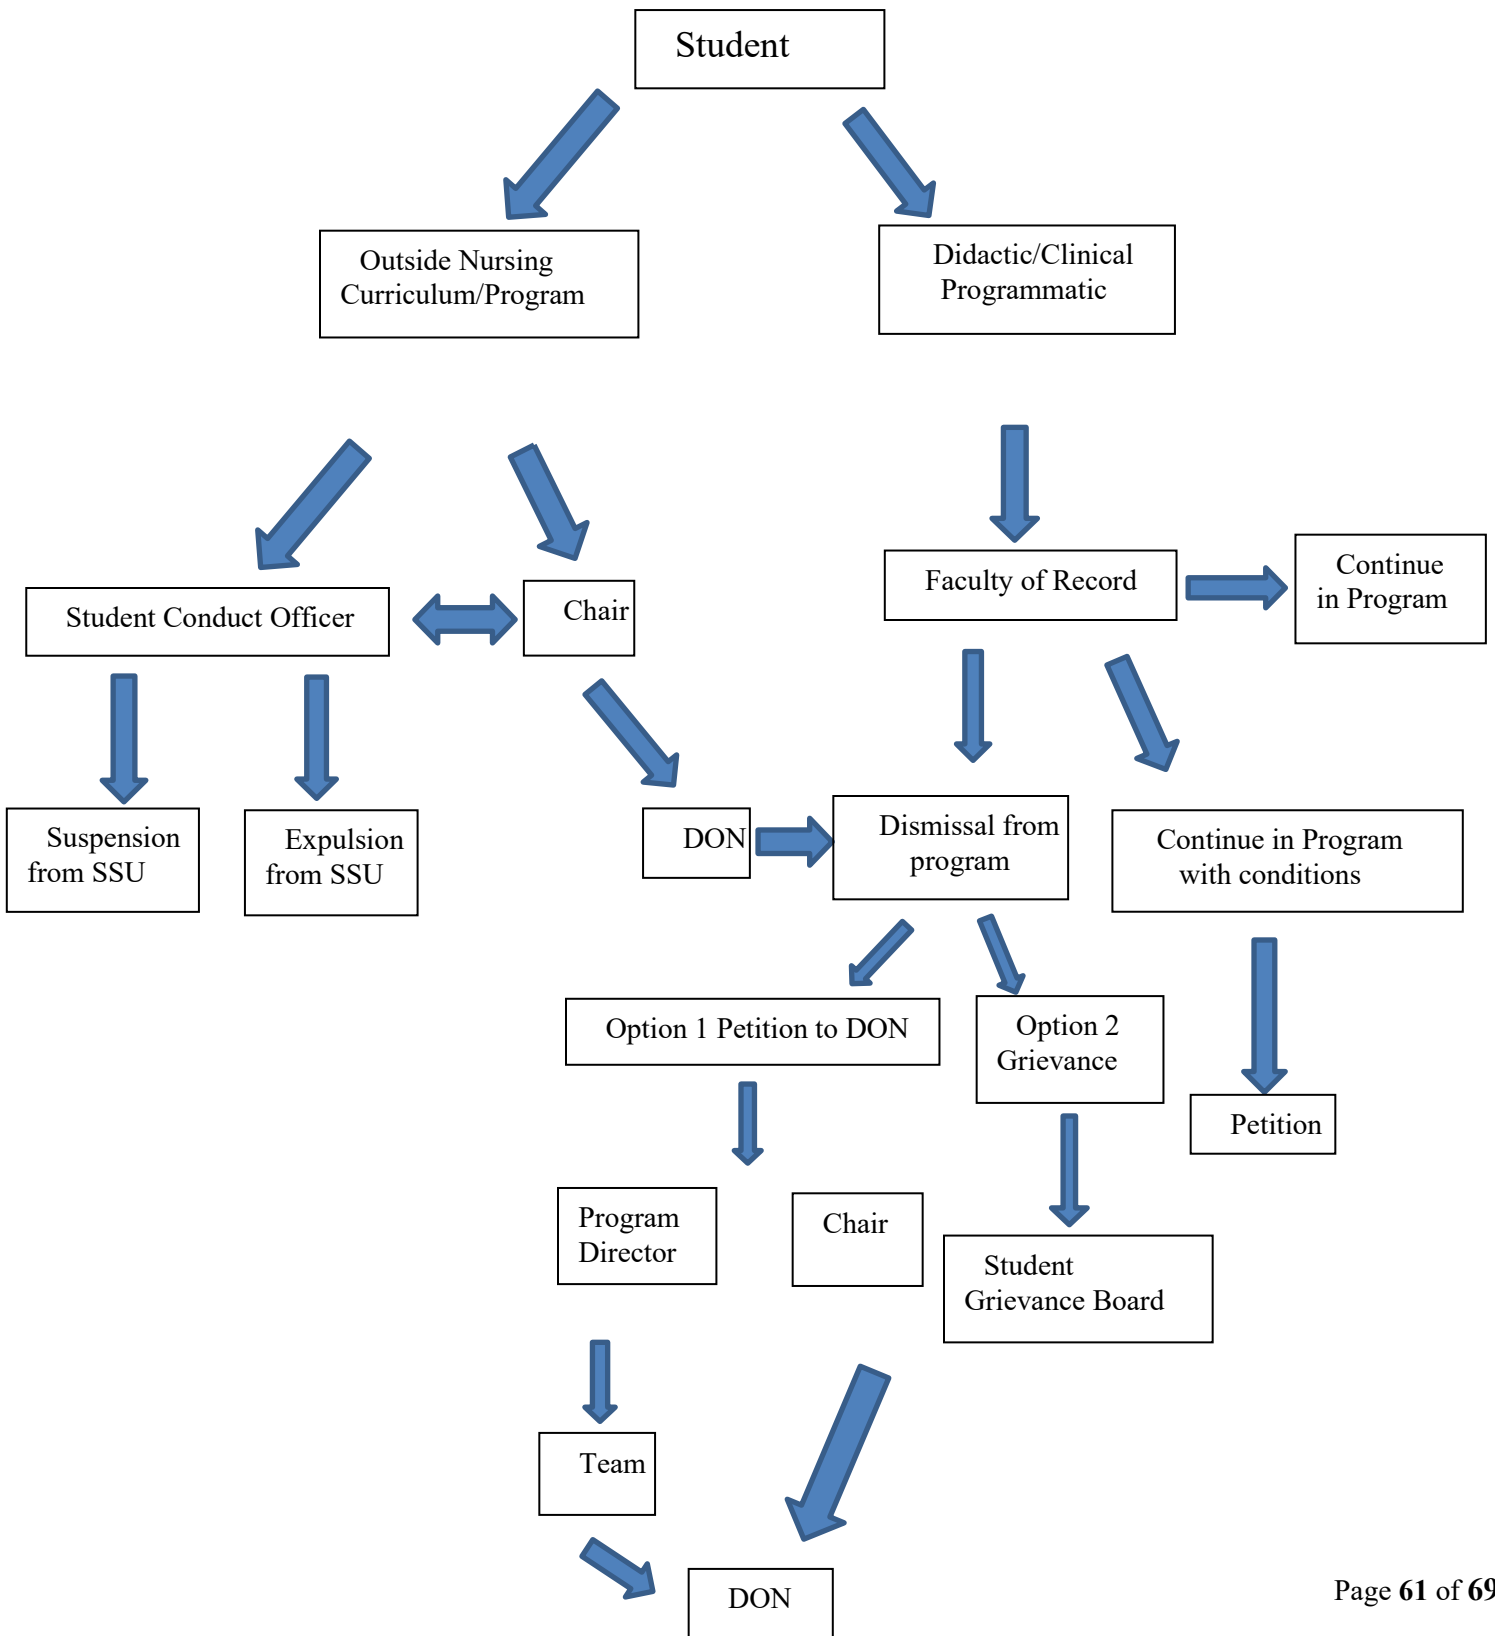 Student
Outside Nursing
Curriculum/Program
Didactic/Clinical
Programmatic
Student Conduct Officer
Chair
Faculty of Record
Continue
in Program
Suspension
from SSU
Expulsion
from SSU
DON
Dismissal from
program
Continue in Program
with conditions
Option 1 Petition to DON
Option 2
Grievance
Petition
Program
Director
Chair
Student
Grievance Board
Team
DON
Page 61 of 69